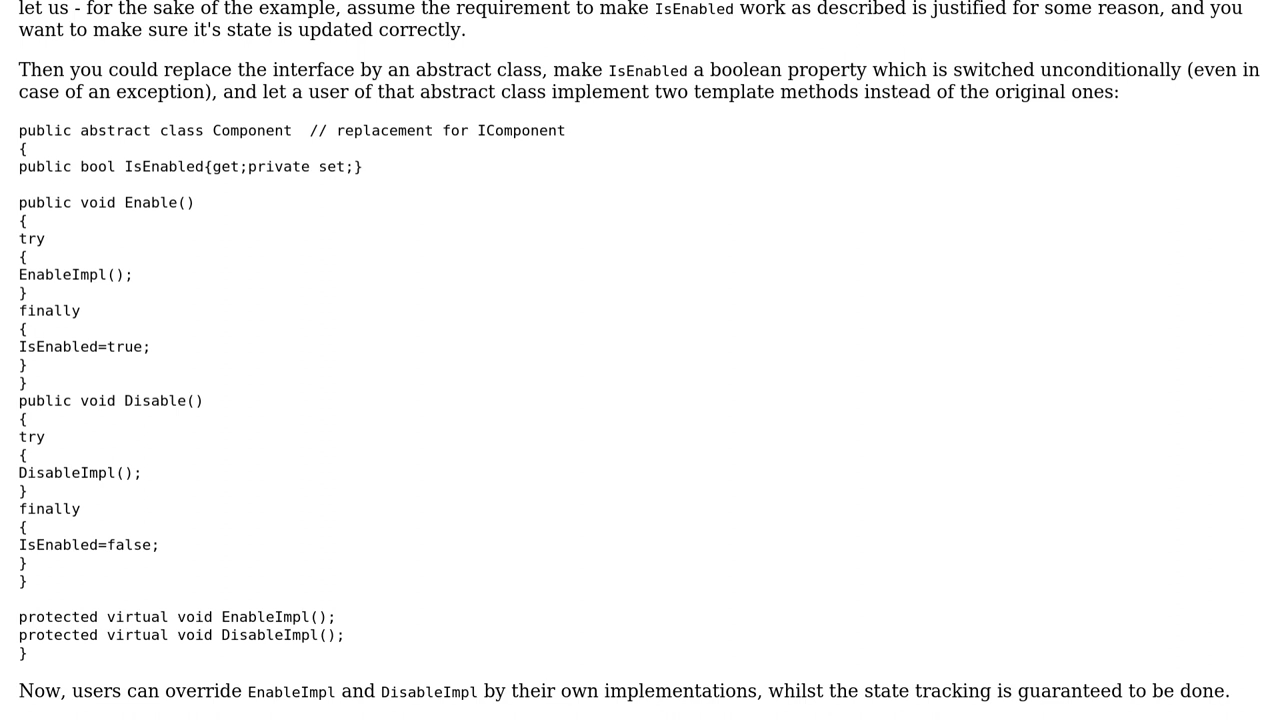 let us - for the sake of the example, assume the requirement to make IsEnabled work as described is justified for some reason, and you
want to make sure it's state is updated correctly.
Then you could replace the interface by an abstract class, make IsEnabled a boolean property which is switched unconditionally (even in
case of an exception), and let a user of that abstract class implement two template methods instead of the original ones:
public abstract class Component  // replacement for IComponent
{
public bool IsEnabled{get;private set;}
public void Enable()
{
try
{
EnableImpl();
}
finally
{
IsEnabled=true;
}
}
public void Disable()
{
try
{
DisableImpl();
}
finally
{
IsEnabled=false;
}
}
protected virtual void EnableImpl();
protected virtual void DisableImpl();
}
Now, users can override EnableImpl and DisableImpl by their own implementations, whilst the state tracking is guaranteed to be done.